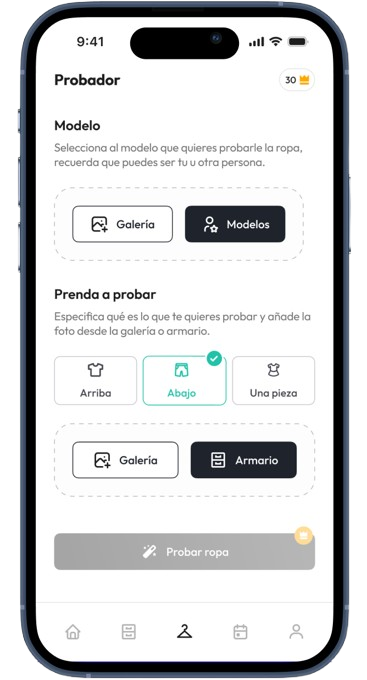 9:41
Probador
30
Modelo
Selecciona al modelo que quieres probarle la ropa,
recuerda que puedes ser tu u otra persona.
Galería
Modelos
Prenda a probar
Especifica qué es lo que te quieres probar y añade la
foto desde la galería o armario.
Arriba
Abajo
Una pieza
Galería
Armario
Probar ropa